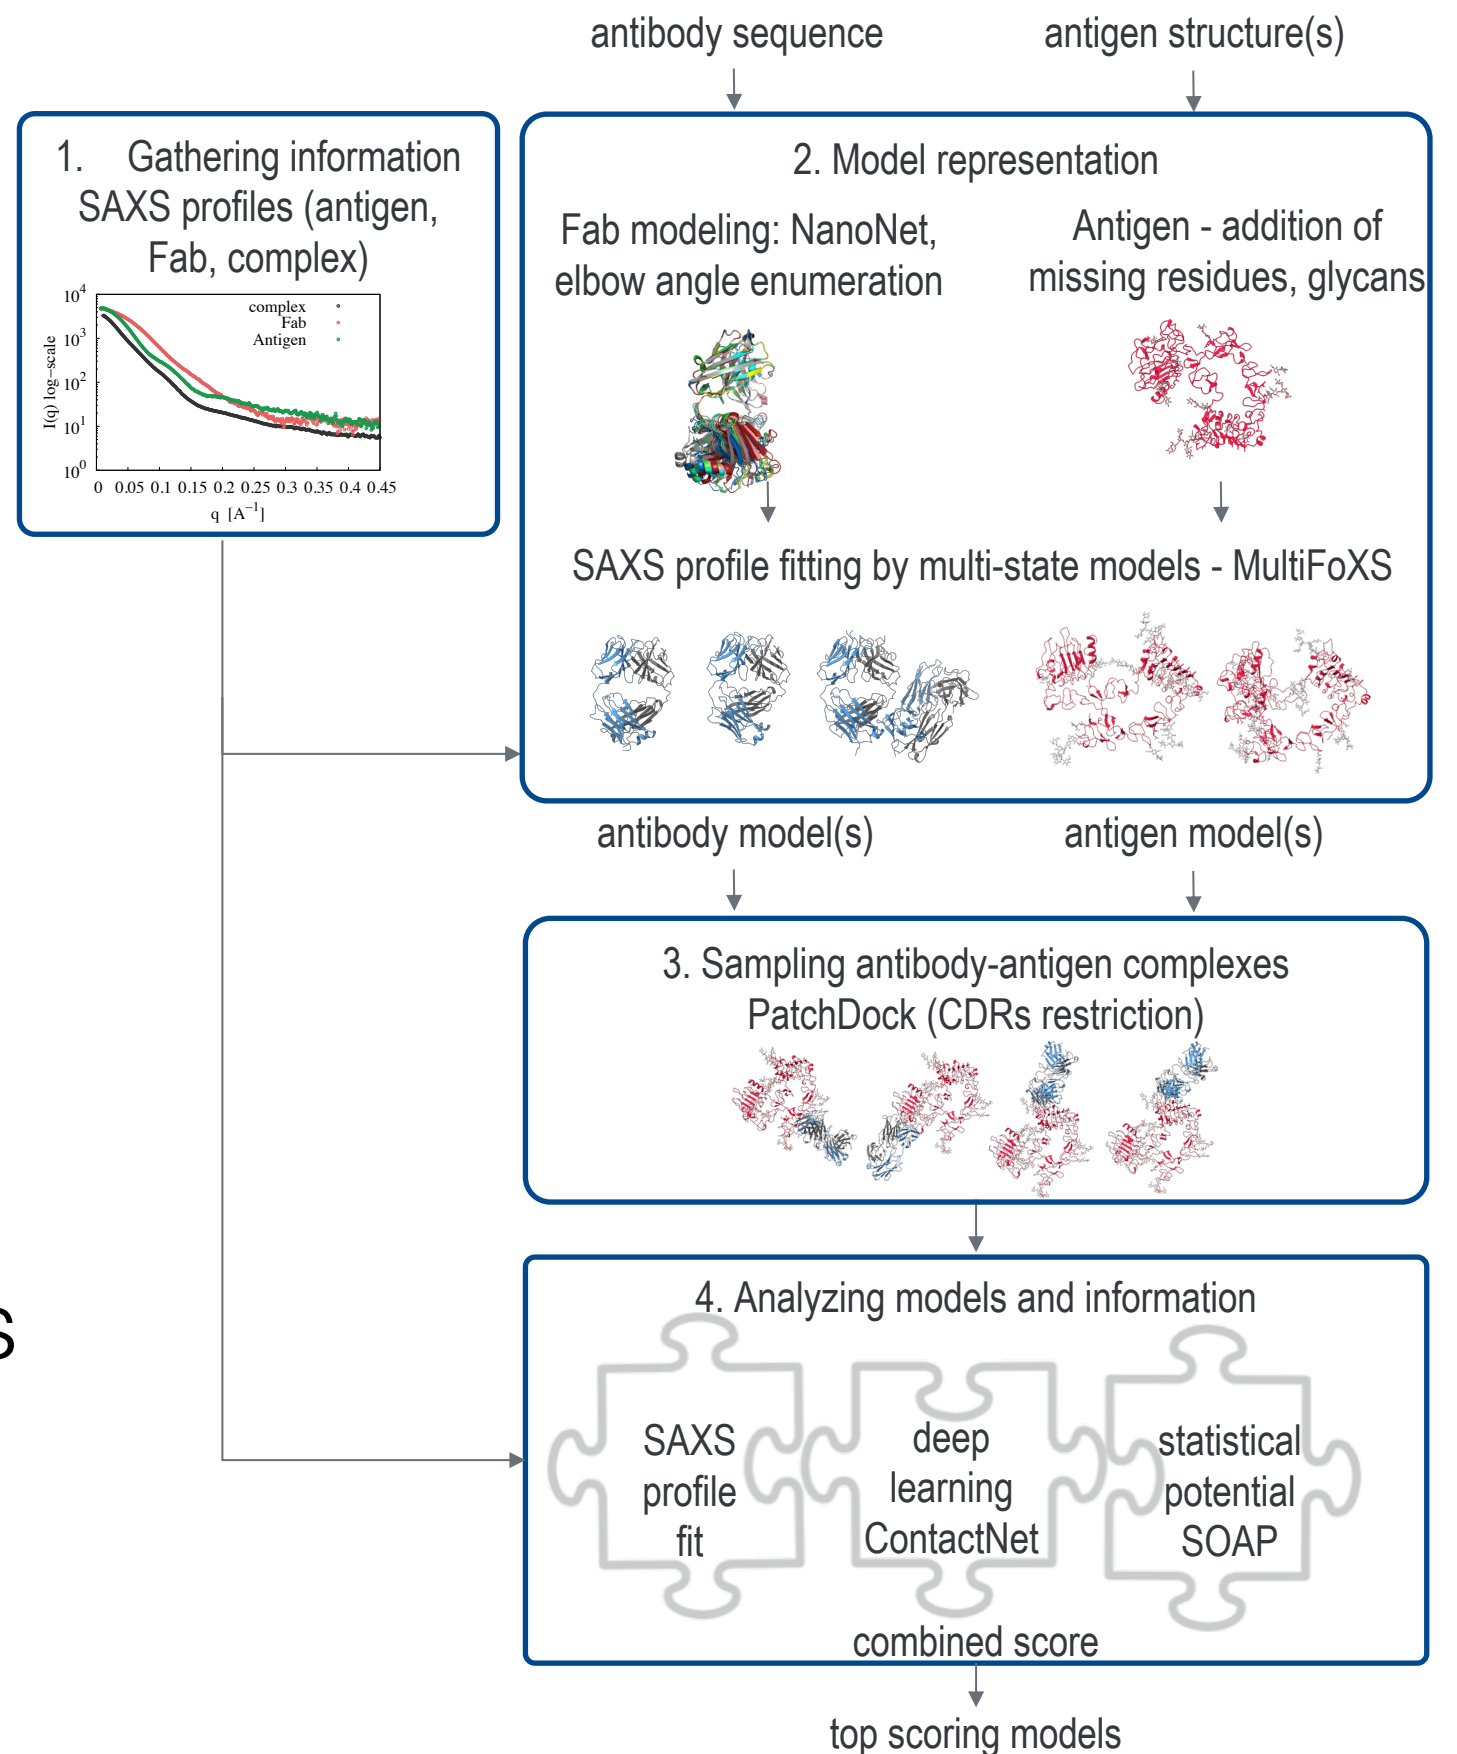 antibody sequence
antigen structure(s)
1. Gathering information
SAXS profiles (antigen,
Fab, complex)
10^4
10^3
10^2
10^1
10^0
I(q) log-scale
complex
Fab
Antigen
0 0.05 0.1 0.15 0.2 0.25 0.3 0.35 0.4 0.45
q [A^-1]
2. Model representation
Fab modeling: NanoNet,
elbow angle enumeration
Antigen - addition of
missing residues, glycans
SAXS profile fitting by multi-state models - MultiFoXS
antibody model(s)
antigen model(s)
3. Sampling antibody-antigen complexes
PatchDock (CDRs restriction)
s
4. Analyzing models and information
SAXS
profile
fit
deep
learning
ContactNet
statistical
potential
SOAP
combined score
top scoring models